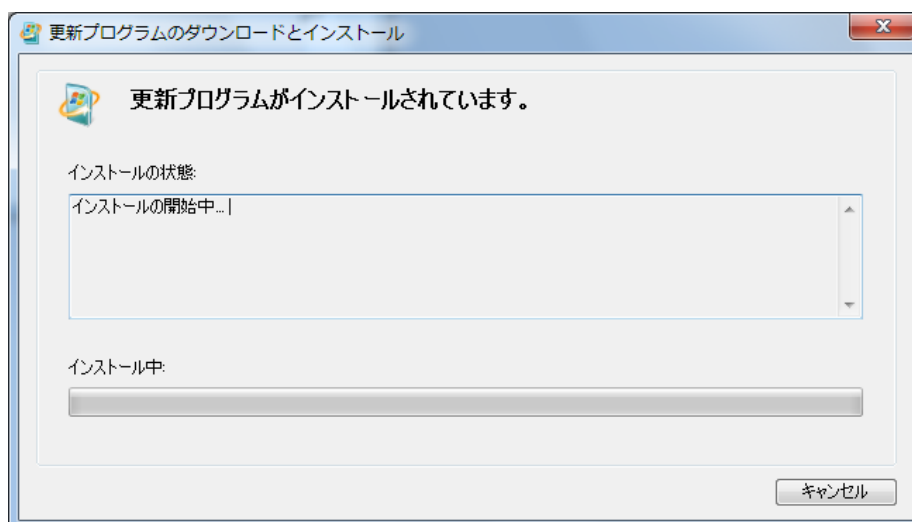 更新プログラムのダウンロードとインストール
更新プログラムがインストールされています。
インストールの状態:
インストールの開始中...
インストール中:
キャンセル